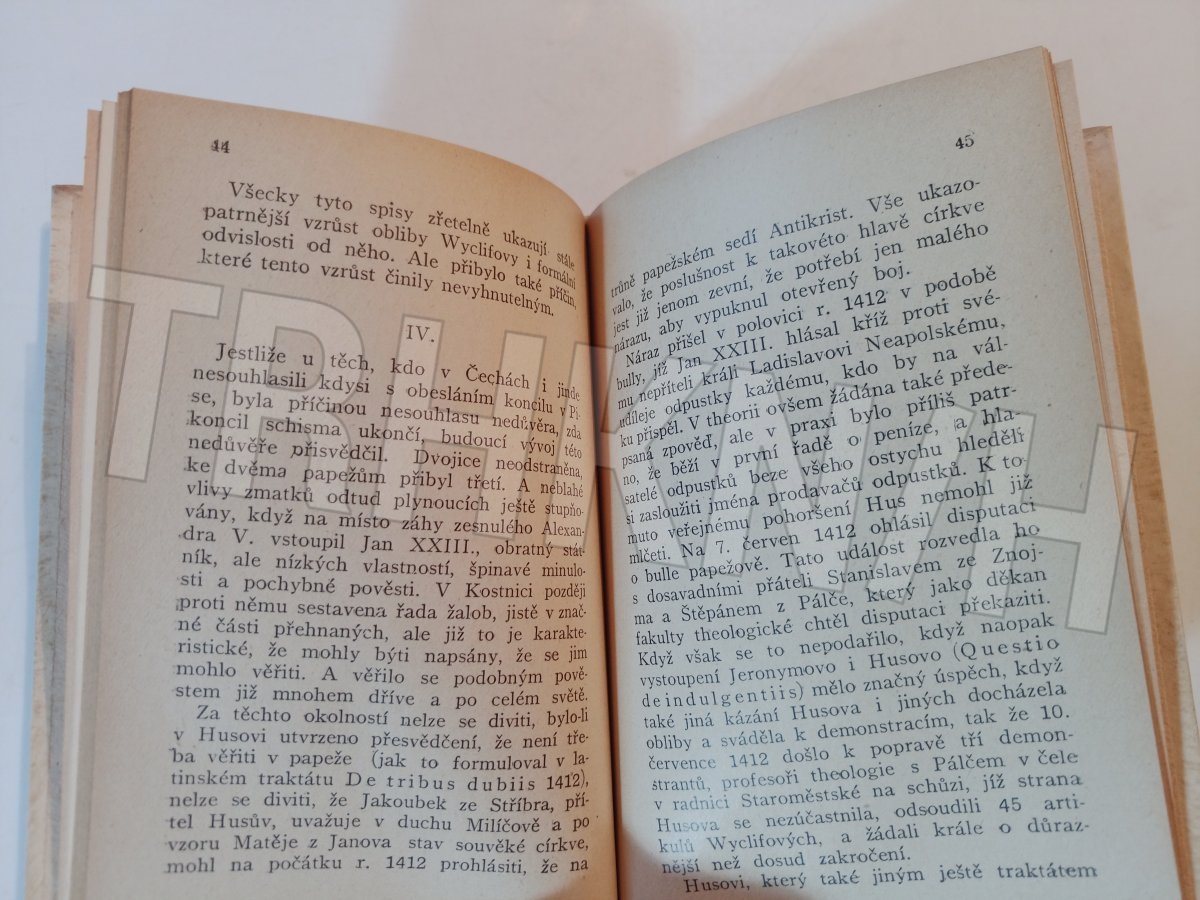 44
Všecky tyto spisy zřetelně ukazují stále
patrnější vzrůst obliby Wyclifovy i formální
odvislosti od něho. Ale přibylo také příčin,
které tento vzrůst činily nevyhnutelným.
IV.
Jestliže u těch, kdo v Čechách i jinde
nesouhlasili kdysi s obesláním koncilu v Pi-
se, byla příčinou nesouhlasu nedůvěra, zda
koncil schisma ukončí, budoucí vývoj této
nedůvěře přisvědčil. Dvojice neodstraněna,
ke dvěma papežům přibyl třetí. A neblahé
vlivy zmatků odtud plynoucích ještě stupňo-
vány, když na místo záhy zesnulého Alexan-
dra V. vstoupil Jan XXIII., obratný stát-
ník, ale nízkých vlastností, špinavé minulo-
sti a pochybné pověsti. V Kostnici později
proti němu sestavena řada žalob, jistě v znač-
né části přehnaných, ale již to je karakte-
ristické, že mohly býti napsány, že se jim
mohlo věřiti. A věřilo se podobným pově-
stem již mnohem dříve a po celém světě.
Za těchto okolností nelze se diviti, bylo-li
v Husovi utvrzeno přesvědčení, že není tře-
ba věřiti v papeže (jak to formuloval v la-
tinském traktátu De tribus dubiis 1412),
nelze se diviti, že Jakoubek ze Stříbra, pří-
tel Husův, uvažuje v duchu Milíčově a po
vzoru Matěje z Janova stav souvěké církve,
mohl na počátku r. 1412 prohlásiti, že na
45
trůně papežském sedí Antikrist. Vše ukazo-
valo, že poslušnost k takovéto hlavě církve
jest již jenom zevní, že potřebí jen malého
nárazu, aby vypuknul otevřený boj.
Náraz přišel v polovici r. 1412 v podobě
bully, jíž Jan XXIII. hlásal kříž proti své-
mu nepříteli králi Ladislavovi Neapolskému,
udíleje odpustky každému, kdo by na vál-
ku přispěl. V theorii ovšem žádána také přede-
psaná zpověď, ale v praxi bylo příliš patr-
no, že běží v první řadě o peníze, a hla-
satelé odpustků beze všeho ostychu hleděli
si zasloužiti jména prodavačů odpustků. K to-
muto veřejnému pohoršení Hus nemohl již
mlčeti. Na 7. červen 1412 ohlásil disputaci
o bulle papežově. Tato událost rozvedla ho
s dosavadními přáteli Stanislavem ze Znoj-
ma a Štěpánem z Pálče, který jako děkan
fakulty theologické chtěl disputaci překaziti.
Když však se to nepodařilo, když naopak
vystoupení Jeronymovo i Husovo (Questio
de indulgentiis) mělo značný úspěch, když
také jiná kázání Husova i jiných docházela
obliby a sváděla k demonstracím, tak že 10.
července 1412 došlo k popravě tří demon-
strantů, profesoři theologie s Pálčem v čele
v radnici Staroměstské na schůzi, jíž strana
Husova se nezúčastnila, odsoudili 45 arti-
kulů Wyclifových, a žádali krále o důraz-
nější než dosud zakročení.
Husovi, který také jiným ještě traktátem
TRHKNIH